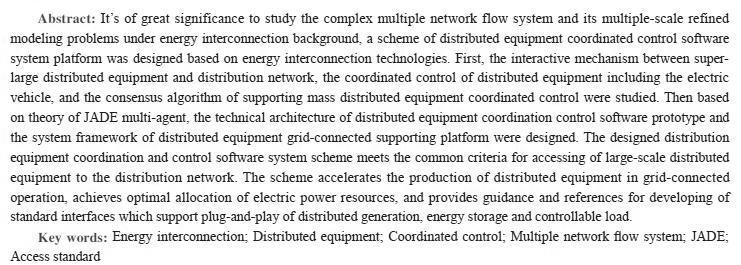 Abstract: It’s of great significance to study the complex multiple network flow system and its multiple-scale refined
modeling problems under energy interconnection background, a scheme of distributed equipment coordinated control software
system platform was designed based on energy interconnection technologies. First, the interactive mechanism between super-
large distributed equipment and distribution network, the coordinated control of distributed equipment including the electric
vehicle, and the consensus algorithm of supporting mass distributed equipment coordinated control were studied. Then based
on theory of JADE multi-agent, the technical architecture of distributed equipment coordination control software prototype and
the system framework of distributed equipment grid-connected supporting platform were designed. The designed distribution
equipment coordination and control software system scheme meets the common criteria for accessing of large-scale distributed
equipment to the distribution network. The scheme accelerates the production of distributed equipment in grid-connected
operation, achieves optimal allocation of electric power resources, and provides guidance and references for developing of
standard interfaces which support plug-and-play of distributed generation, energy storage and controllable load.
Key words: Energy interconnection; Distributed equipment; Coordinated control; Multiple network flow system; JADE;
Access standard